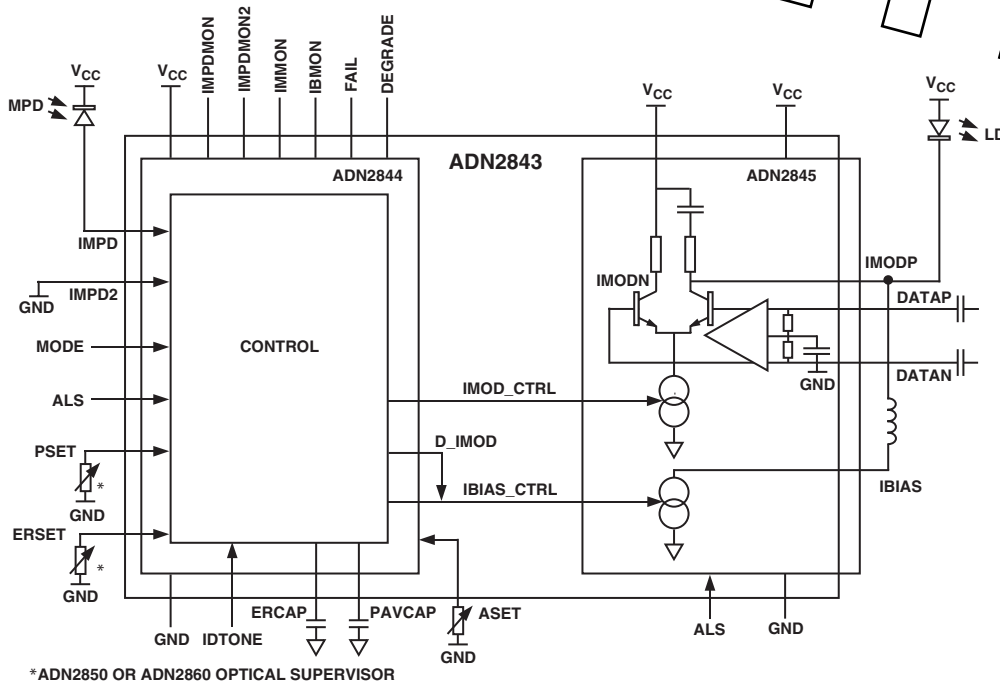 IMPDMON
IMPDMON2
IMMON
IBMON
FAIL
DEGRADE
VCC
VCC
VCC
VCC
VCC
MPD
LD
ADN2843
ADN2844
ADN2845
IMPD
IMODN
IMODP
GND
IMPD2
DATAP
MODE
CONTROL
GND
DATAN
ALS
IMOD_CTRL
PSET
D_IMOD
*
GND
IBIAS_CTRL
IBIAS
ERSET
*
GND
GND
IDTONE
ERCAP
PAVCAP
ASET
GND
ALS
GND
*ADN2850 OR ADN2860 OPTICAL SUPERVISOR